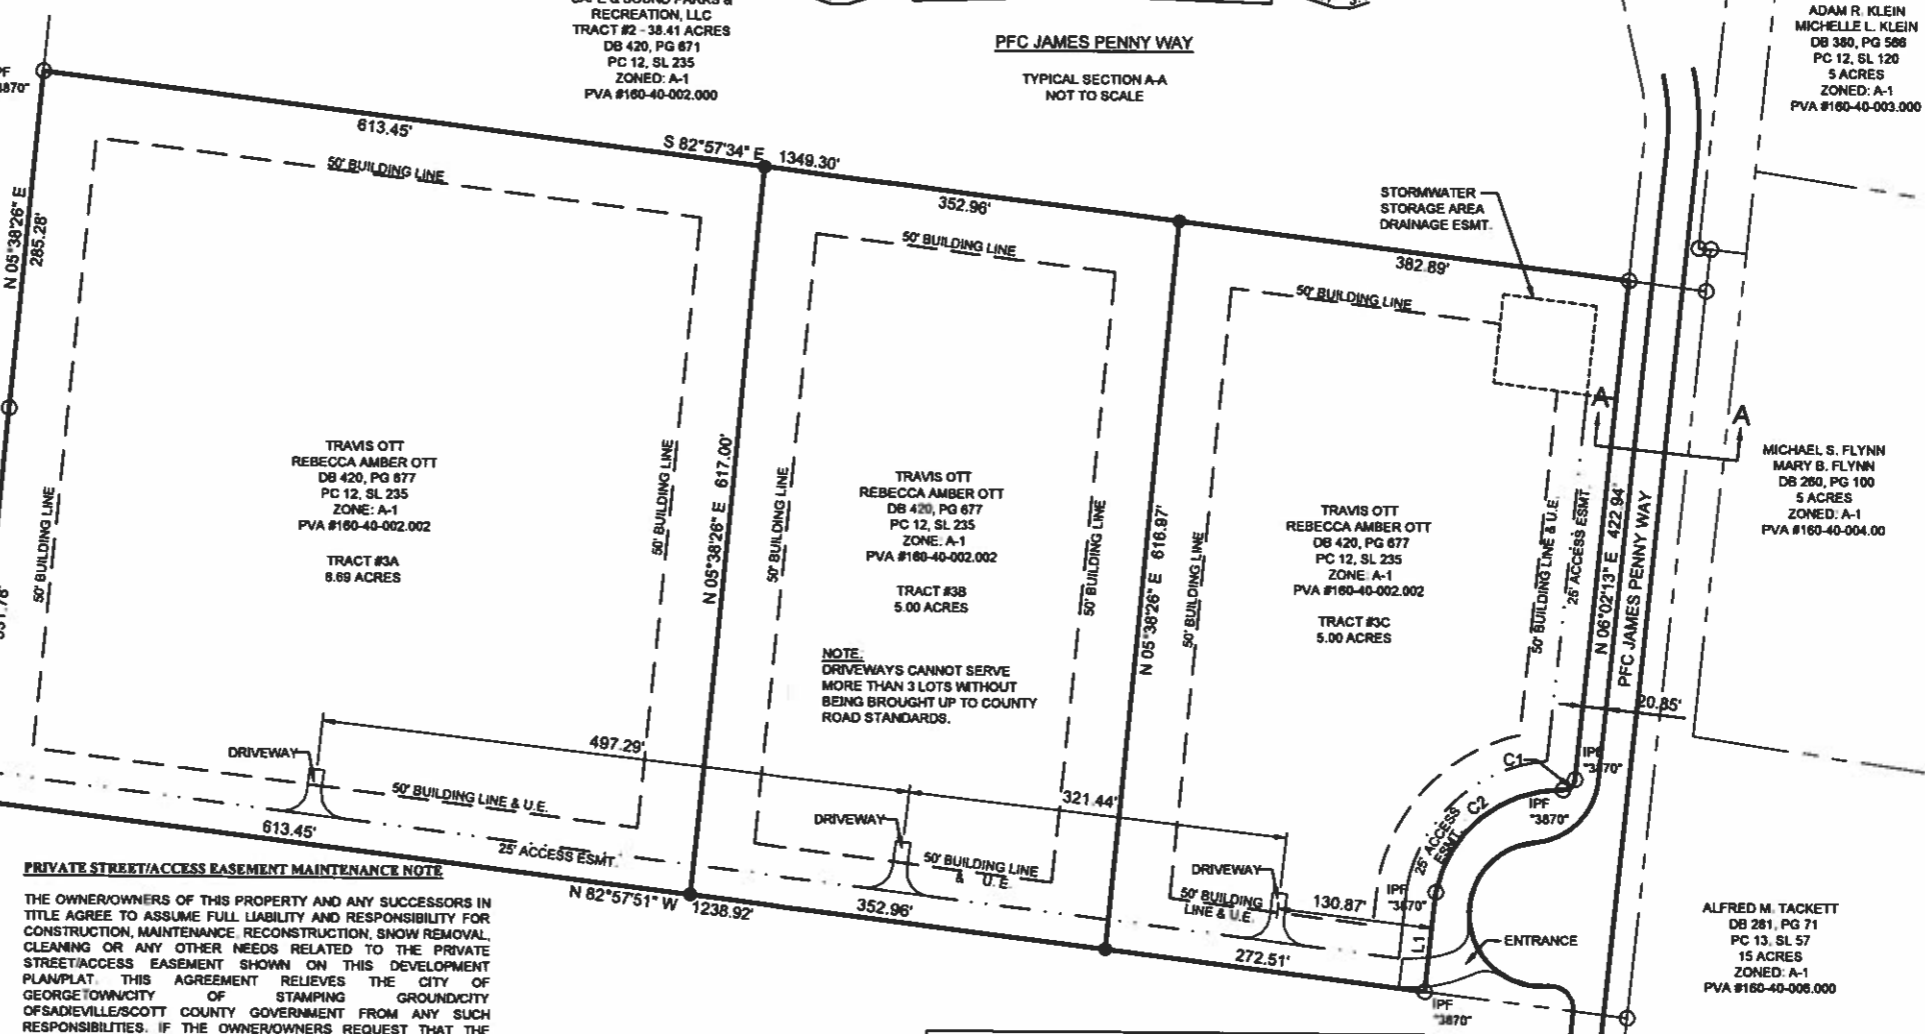 RECREATION, LLC
TRACT #2 - 38.41 ACRES
DB 420, PG 671
PC 12, SL 235
ZONED: A-1
PVA #160-40-002.000
PFC JAMES PENNY WAY
TYPICAL SECTION A-A
NOT TO SCALE
ADAM R. KLEIN
MICHELLE L. KLEIN
DB 380, PG 566
PC 12, SL 120
5 ACRES
ZONED: A-1
PVA #160-40-003.000
613.45'
S 82°57'34" E 1349.30'
352.96'
382.89'
STORMWATER
STORAGE AREA
DRAINAGE ESMT.
N 05°38'26" E
285.28'
50' BUILDING LINE
50' BUILDING LINE
50' BUILDING LINE
A
A
TRAVIS OTT
REBECCA AMBER OTT
DB 420, PG 677
PC 12, SL 235
ZONE: A-1
PVA #160-40-002.002
TRACT #3A
8.69 ACRES
50' BUILDING LINE
50' BUILDING LINE
N 05°38'26" E 617.00'
50' BUILDING LINE
TRAVIS OTT
REBECCA AMBER OTT
DB 420, PG 677
PC 12, SL 235
ZONE: A-1
PVA #160-40-002.002
TRACT #3B
5.00 ACRES
NOTE:
DRIVEWAYS CANNOT SERVE
MORE THAN 3 LOTS WITHOUT
BEING BROUGHT UP TO COUNTY
ROAD STANDARDS.
50' BUILDING LINE
N 05°38'26" E 616.97'
50' BUILDING LINE
TRAVIS OTT
REBECCA AMBER OTT
DB 420, PG 677
PC 12, SL 235
ZONE: A-1
PVA #160-40-002.002
TRACT #3C
5.00 ACRES
50' BUILDING LINE & U.E.
25' ACCESS ESMT.
N 06°02'13" E 422.94'
PFC JAMES PENNY WAY
MICHAEL S. FLYNN
MARY B. FLYNN
DB 260, PG 100
5 ACRES
ZONED: A-1
PVA #160-40-004.00
20.85'
DRIVEWAY
497.29'
321.44'
C1
IPF
"3870"
C2
IPF
"3870"
25' ACCESS
ESMT.
50' BUILDING LINE & U.E.
DRIVEWAY
50' BUILDING LINE
& U.E.
DRIVEWAY
50' BUILDING
LINE & U.E.
130.87'
IPF
"3870"
L1
ENTRANCE
613.45'
25' ACCESS ESMT.
N 82°57'51" W 1238.92'
352.96'
272.51'
IPF
"3870"
ALFRED M. TACKETT
DB 281, PG 71
PC 13, SL 57
15 ACRES
ZONED: A-1
PVA #160-40-006.000
PRIVATE STREET/ACCESS EASEMENT MAINTENANCE NOTE
THE OWNER/OWNERS OF THIS PROPERTY AND ANY SUCCESSORS IN
TITLE AGREE TO ASSUME FULL LIABILITY AND RESPONSIBILITY FOR
CONSTRUCTION, MAINTENANCE, RECONSTRUCTION, SNOW REMOVAL,
CLEANING OR ANY OTHER NEEDS RELATED TO THE PRIVATE
STREET/ACCESS EASEMENT SHOWN ON THIS DEVELOPMENT
PLAN/PLAT. THIS AGREEMENT RELIEVES THE CITY OF
GEORGETOWN/CITY OF STAMPING GROUND/CITY
OFSADIEVILLE/SCOTT COUNTY GOVERNMENT FROM ANY SUCH
RESPONSIBILITIES. IF THE OWNER/OWNERS REQUEST THAT THE